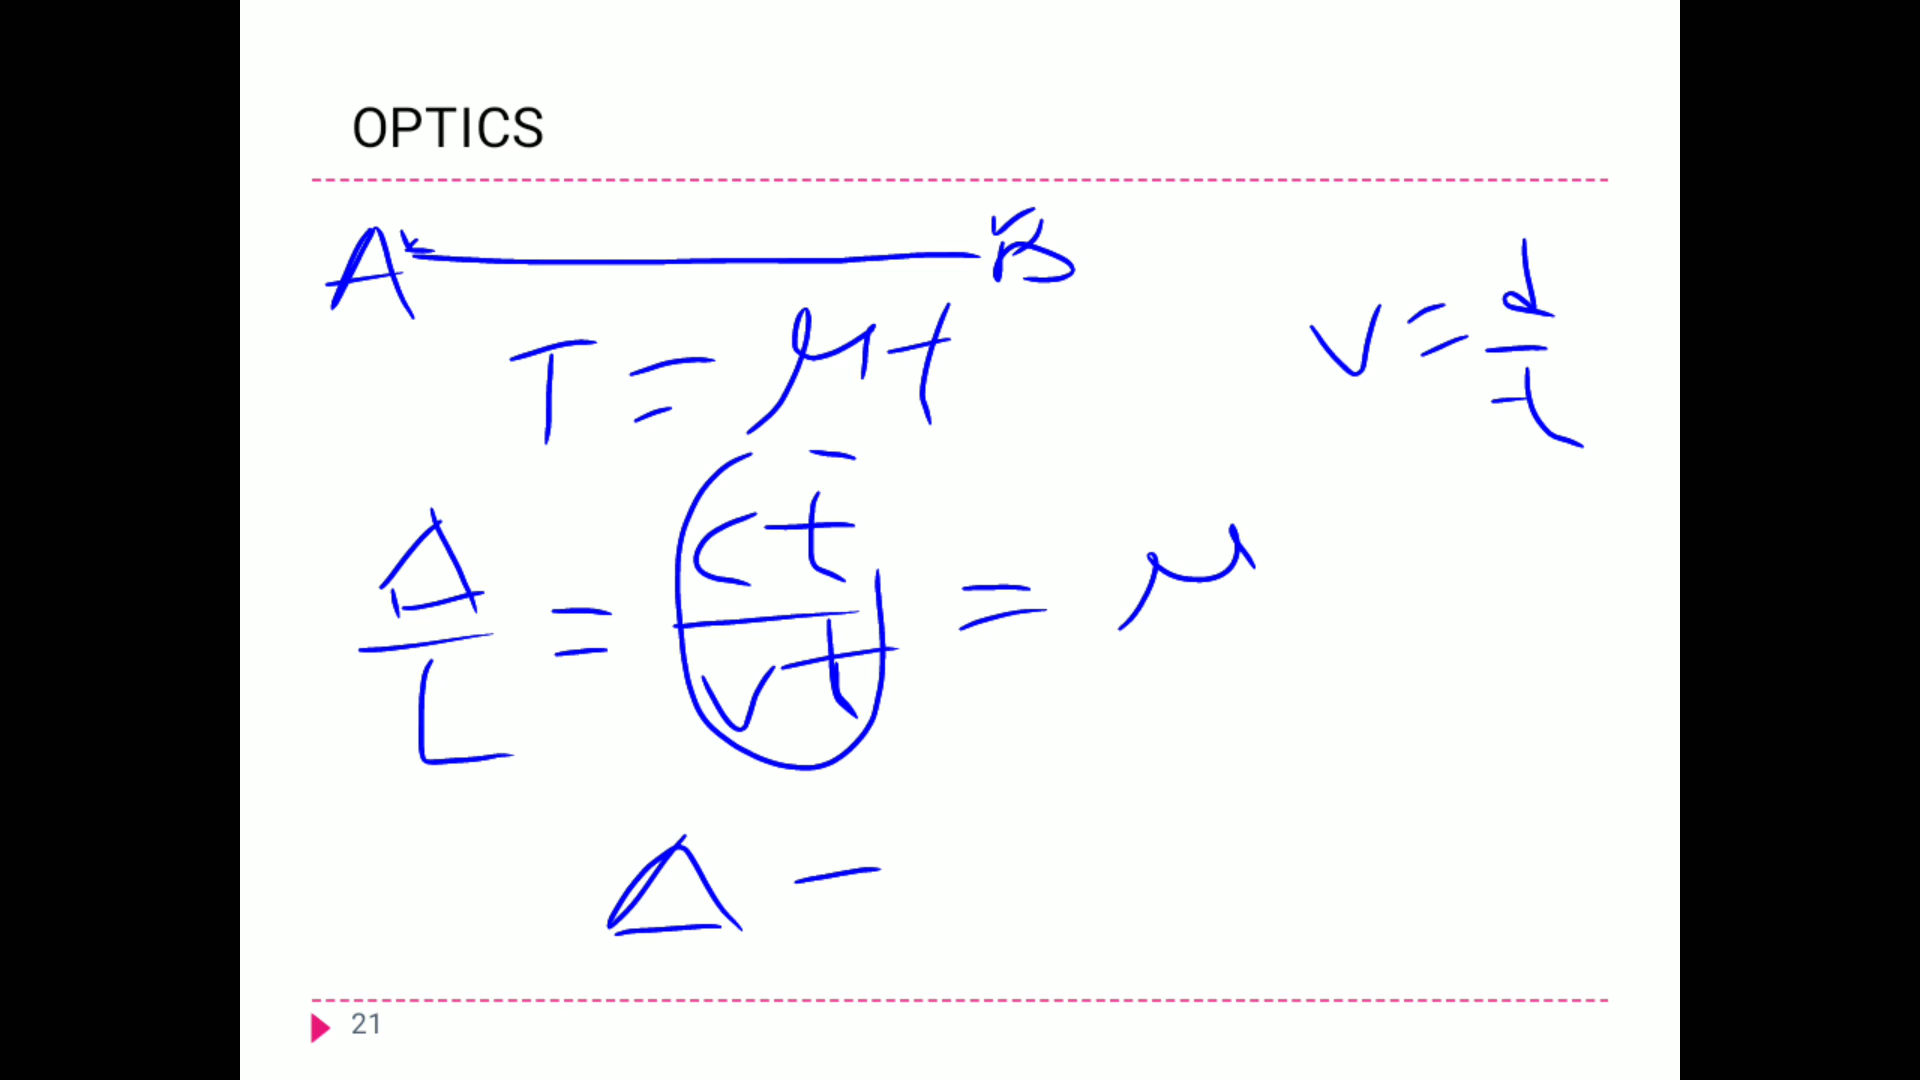 OPTICS
A B
T = μt
v = d/t
Δ/L = ct/vt = μ
Δ –
21